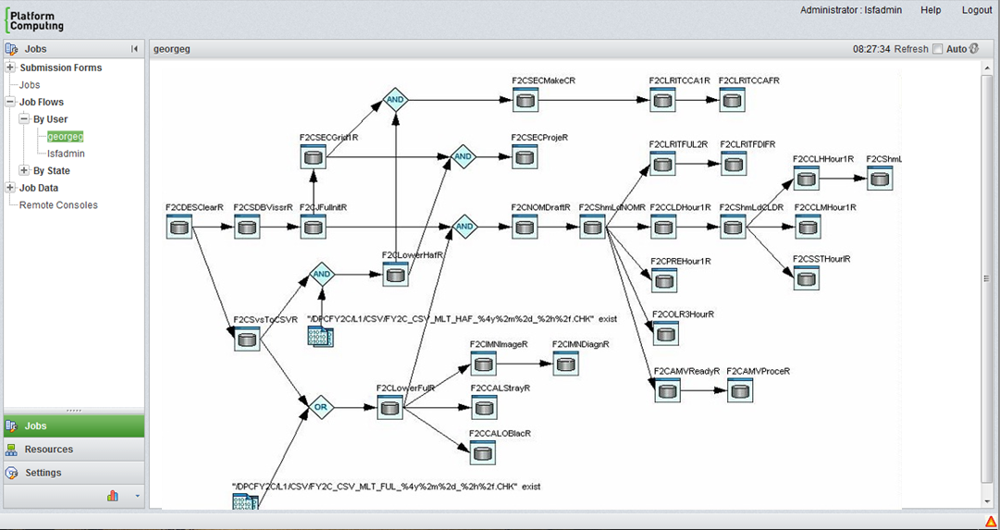 Platform
Computing
Administrator : lsfadmin Help Logout
Jobs
georgeg
08:27:34 Refresh Auto
Submission Forms
Jobs
Job Flows
By User
georgeg
lsfadmin
By State
Job Data
Remote Consoles
Jobs
Resources
Settings
F2CSECMakeCR
F2CLRITCCA1R
F2CLRITCCAFR
AND
F2CSECGrid1R
AND
F2CSECProjeR
F2CLRITFUL2R
F2CLRITFDIFR
F2CCLHHour1R
F2CShmL
F2CDESClearR
F2CSDBVissrR
F2CJFullnitR
AND
F2CNOMDraftR
F2CShmLdNOMR
F2CCLDHour1R
F2CShmLdCLDR
F2CCLMHour1R
AND
F2CLowerHafR
F2CPREHour1R
F2CSSTHourIR
F2CSvsToCSVR
"/DPCFY2C/L1/CSV/FY2C_CSV_MLT_HAF_%4y%2m%2d_%2h%2f.CHK" exist
F2COLR3HourR
F2CIMNImageR
F2CIMNDiagnR
OR
F2CLowerFulR
F2CCALStrayR
F2CAMVReadyR
F2CAMVProceR
F2CCALOBlacR
"/DPCFY2C/L1/CSV/FY2C_CSV_MLT_FUL_%4y%2m%2d_%2h%2f.CHK" exist